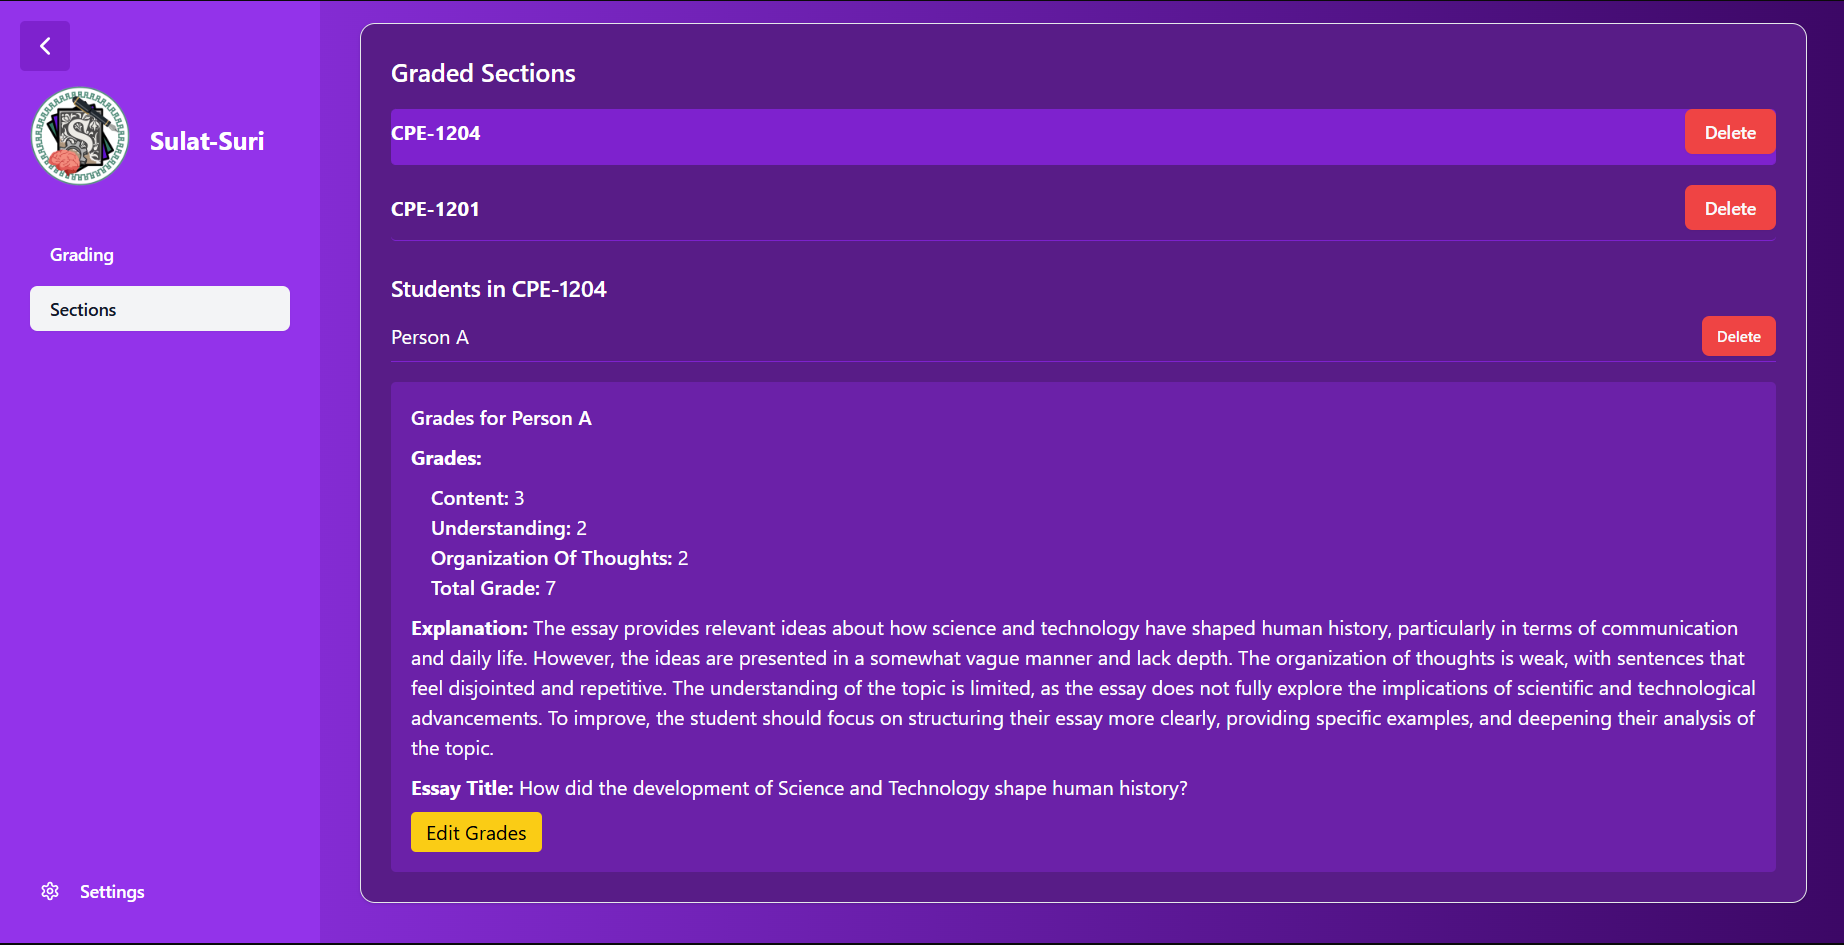 Sulat-Suri
Grading
Sections
Settings
Graded Sections
CPE-1204
Delete
CPE-1201
Delete
Students in CPE-1204
Person A
Delete
Grades for Person A
Grades:
Content: 3
Understanding: 2
Organization Of Thoughts: 2
Total Grade: 7
Explanation: The essay provides relevant ideas about how science and technology have shaped human history, particularly in terms of communication
and daily life. However, the ideas are presented in a somewhat vague manner and lack depth. The organization of thoughts is weak, with sentences that
feel disjointed and repetitive. The understanding of the topic is limited, as the essay does not fully explore the implications of scientific and technological
advancements. To improve, the student should focus on structuring their essay more clearly, providing specific examples, and deepening their analysis of
the topic.
Essay Title: How did the development of Science and Technology shape human history?
Edit Grades